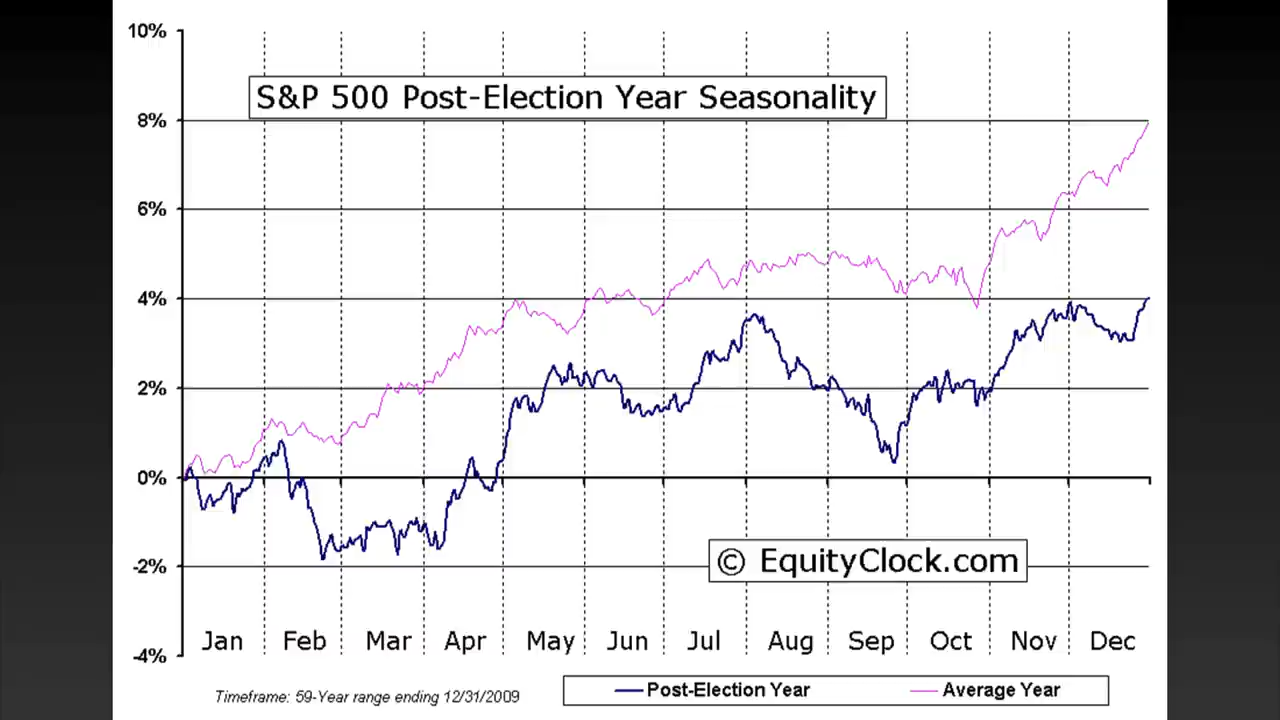 10%
S&P 500 Post-Election Year Seasonality
8%
6%
4%
2%
0%
© EquityClock.com
-2%
Jan Feb Mar Apr May Jun Jul Aug Sep Oct Nov Dec
-4%
Timeframe: 59-Year range ending 12/31/2009
Post-Election Year Average Year